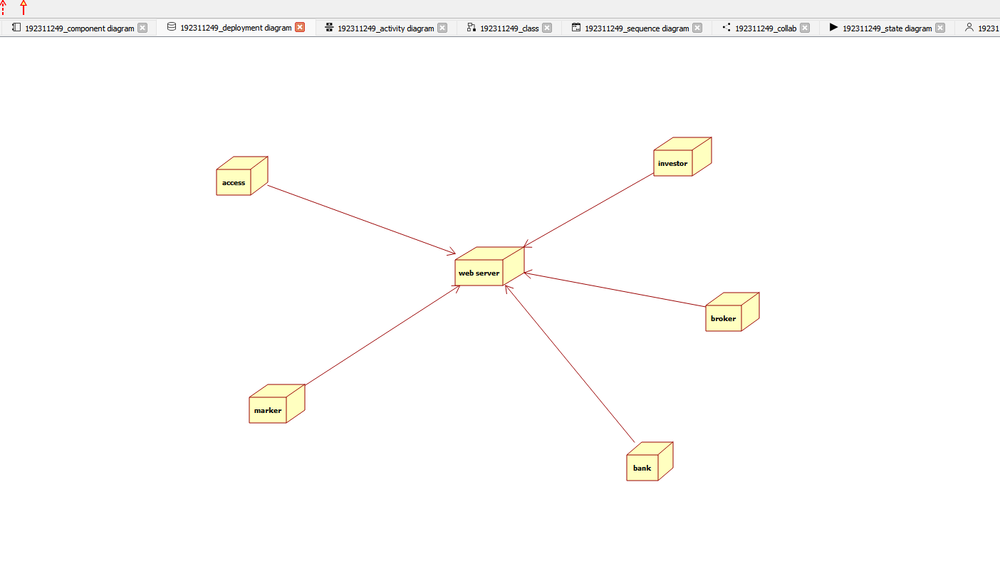 192311249_component diagram
192311249_deployment diagram
192311249_activity diagram
192311249_class
192311249_sequence diagram
192311249_collab
192311249_state diagram
19231
investor
access
web server
broker
marker
bank